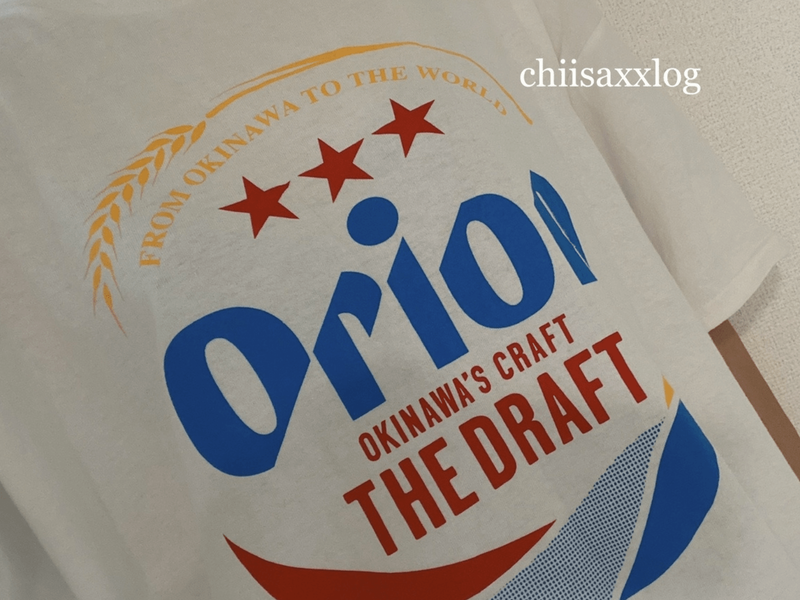 chiisaxxlog
FROM OKINAWA TO THE WORLD
Orion
OKINAWA'S CRAFT
THE DRAFT